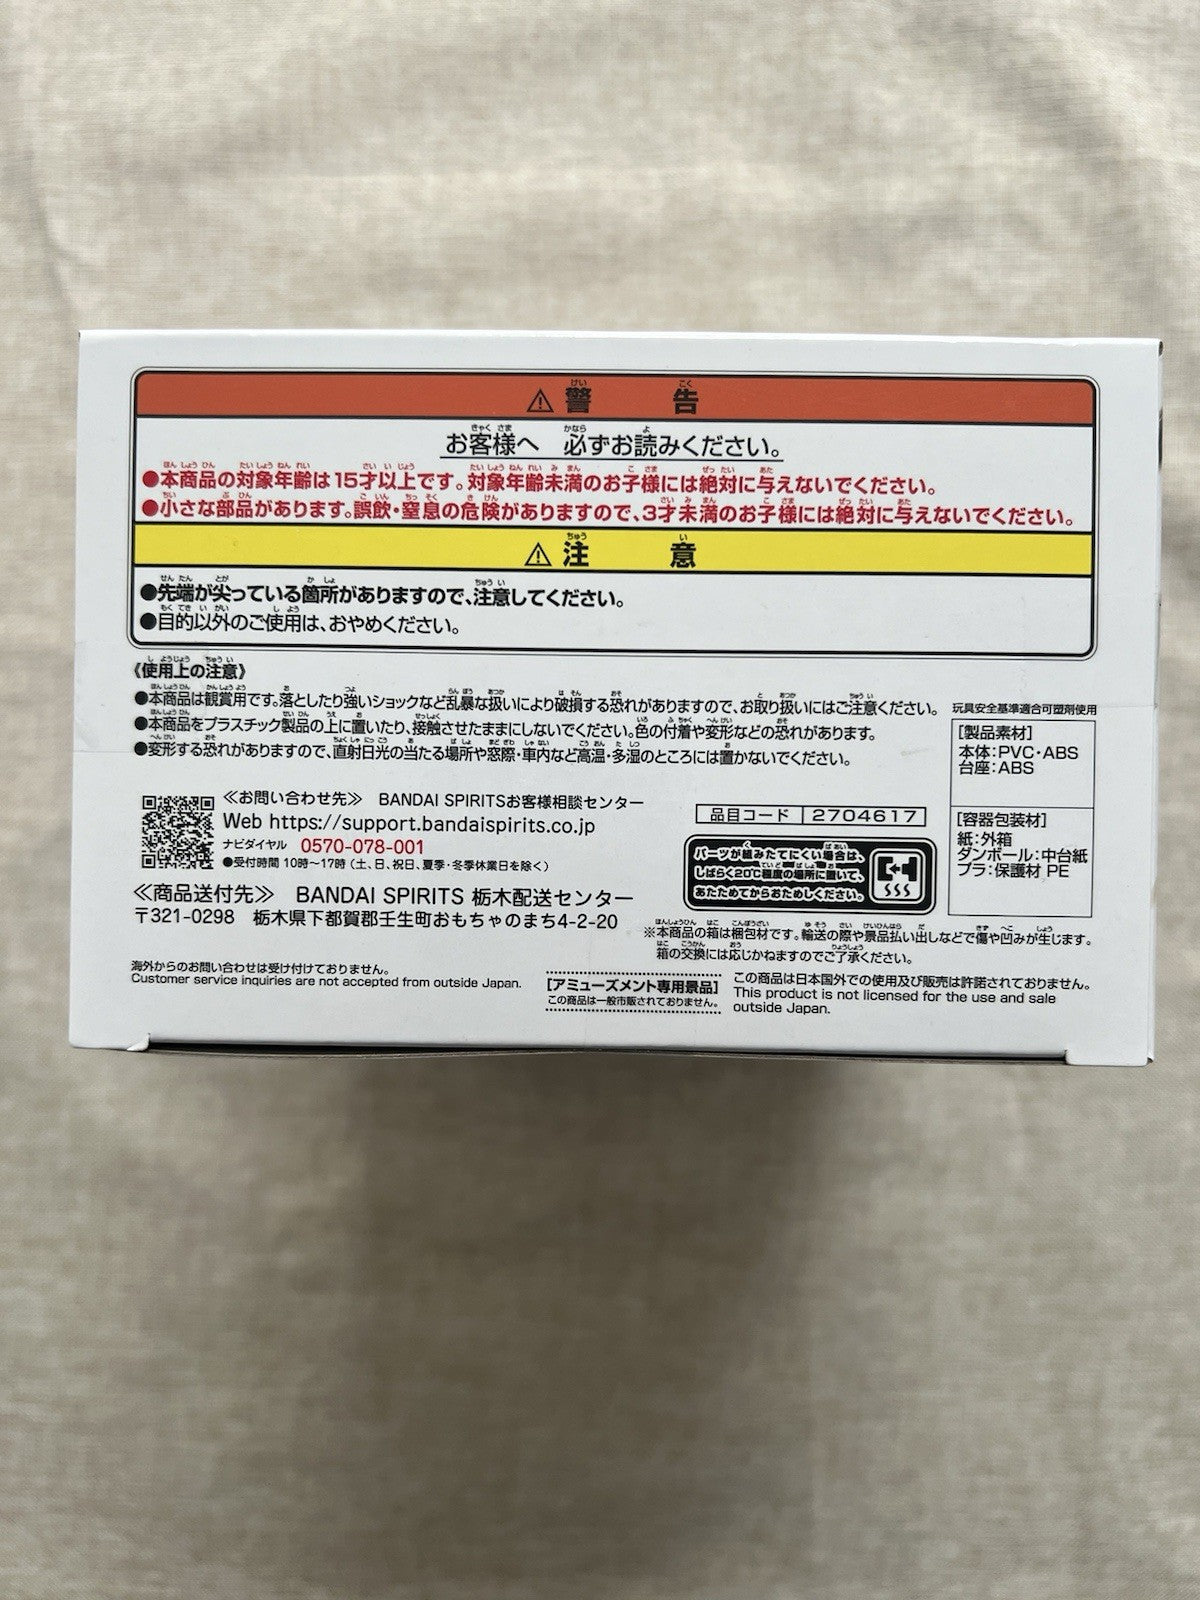 ⚠警告
お客様へ 必ずお読みください。
●本商品の対象年齢は15才以上です。対象年齢未満のお子様には絶対に与えないでください。
●小さな部品があります。誤飲・窒息の危険がありますので、3才未満のお子様には絶対に与えないでください。
⚠注意
●先端が尖っている箇所がありますので、注意してください。
●目的以外のご使用は、おやめください。
《使用上の注意》
●本商品は観賞用です。落としたり強いショックなど乱暴な扱いにより破損する恐れがありますので、お取り扱いにはご注意ください。
●本商品をプラスチック製品の上に置いたり、接触させたままにしないでください。色の付着や変形などの恐れがあります。
●変形する恐れがありますので、直射日光の当たる場所や窓際・車内など高温・多湿のところには置かないでください。
玩具安全基準適合可塑剤使用
[製品素材]
本体:PVC・ABS
台座:ABS
[容器包装材]
紙:外箱
ダンボール:中台紙
プラ:保護材 PE
≪お問い合わせ先≫ BANDAI SPIRITSお客様相談センター
Web https://support.bandaispirits.co.jp
ナビダイヤル 0570-078-001
●受付時間 10時〜17時(土、日、祝日、夏季・冬季休業日を除く)
≪商品送付先≫ BANDAI SPIRITS 栃木配送センター
〒321-0298 栃木県下都賀郡壬生町おもちゃのまち4-2-20
品目コード 2704617
パーツが組みたてにくい場合は、
しばらく20℃程度の場所に置いて、
あたためてからおためしください。
※本商品の箱は梱包材です。輸送の際や景品払い出しなどで傷や凹みが生じます。
箱の交換には応じかねますのでご了承ください。
海外からのお問い合わせは受け付けておりません。
Customer service inquiries are not accepted from outside Japan.
[アミューズメント専用景品]
この商品は一般市販されておりません。
この商品は日本国外での使用及び販売は許諾されておりません。
This product is not licensed for the use and sale
outside Japan.